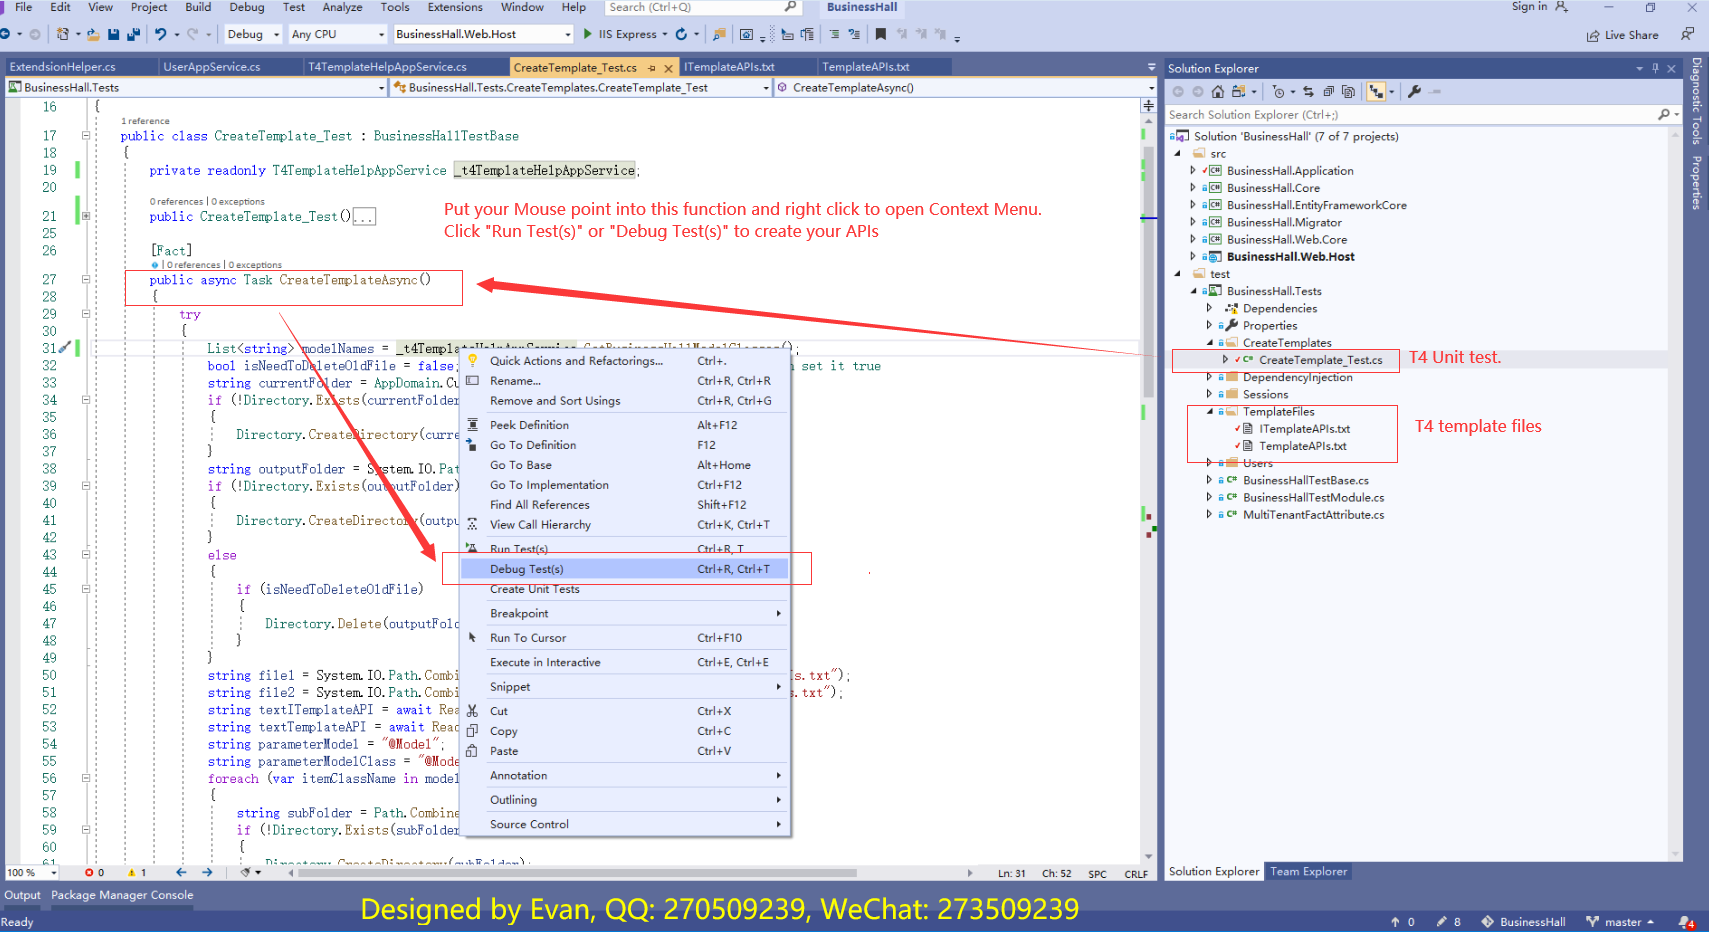 File Edit View Project Build Debug Test Analyze Tools Extensions Window Help Search (Ctrl+Q) BusinessHall Sign in
Debug Any CPU BusinessHall.Web.Host IIS Express Live Share
ExtendsionHelper.cs UserAppService.cs T4TemplateHelpAppService.cs CreateTemplate_Test.cs ITemplateAPIs.txt TemplateAPIs.txt
BusinessHall.Tests BusinessHall.Tests.CreateTemplates.CreateTemplate_Test CreateTemplateAsync()
16 {
1 reference
17 public class CreateTemplate_Test : BusinessHallTestBase
18 {
19 private readonly T4TemplateHelpAppService _t4TemplateHelpAppService;
20
0 references | 0 exceptions
21 public CreateTemplate_Test()...
25
26 [Fact]
| 0 references | 0 exceptions
27 public async Task CreateTemplateAsync()
28 {
29 try
30 {
31 List<string> modelNames = _t4TemplateHelpAppService.GetBusinessHallModelClasses();
32 bool isNeedToDeleteOldFile = false; n set it true
33 string currentFolder = AppDomain.Cu
34 if (!Directory.Exists(currentFolder
35 {
36 Directory.CreateDirectory(curre
37 }
38 string outputFolder = System.IO.Pat
39 if (!Directory.Exists(outputFolder)
40 {
41 Directory.CreateDirectory(outpu
42 }
43 else
44 {
45 if (isNeedToDeleteOldFile)
46 {
47 Directory.Delete(outputFolc
48 }
49 }
50 string file1 = System.IO.Path.Combi Is.txt");
51 string file2 = System.IO.Path.Combi s.txt");
52 string textITemplateAPI = await Rea
53 string textTemplateAPI = await Read
54 string parameterModel = "@Model";
55 string parameterModelClass = "@Mode
56 foreach (var itemClassName in model
57 {
58 string subFolder = Path.Combine
59 if (!Directory.Exists(subFolder
60 {
61 Directory.CreateDirectory(subFolder);
Put your Mouse point into this function and right click to open Context Menu.
Click "Run Test(s)" or "Debug Test(s)" to create your APIs
Quick Actions and Refactorings... Ctrl+.
Rename... Ctrl+R, Ctrl+R
Remove and Sort Usings Ctrl+R, Ctrl+G
Peek Definition Alt+F12
Go To Definition F12
Go To Base Alt+Home
Go To Implementation Ctrl+F12
Find All References Shift+F12
View Call Hierarchy Ctrl+K, Ctrl+T
Run Test(s) Ctrl+R, T
Debug Test(s) Ctrl+R, Ctrl+T
Create Unit Tests
Breakpoint
Run To Cursor Ctrl+F10
Execute in Interactive Ctrl+E, Ctrl+E
Snippet
Cut Ctrl+X
Copy Ctrl+C
Paste Ctrl+V
Annotation
Outlining
Source Control
Solution Explorer
Search Solution Explorer (Ctrl+;)
Solution 'BusinessHall' (7 of 7 projects)
src
BusinessHall.Application
BusinessHall.Core
BusinessHall.EntityFrameworkCore
BusinessHall.Migrator
BusinessHall.Web.Core
BusinessHall.Web.Host
test
BusinessHall.Tests
Dependencies
Properties
CreateTemplates
CreateTemplate_Test.cs
T4 Unit test.
DependencyInjection
Sessions
TemplateFiles
ITemplateAPIs.txt
T4 template files
TemplateAPIs.txt
Users
BusinessHallTestBase.cs
BusinessHallTestModule.cs
MultiTenantFactAttribute.cs
Diagnostic Tools
Properties
100 % 0 1 Ln: 31 Ch: 52 SPC CRLF
Solution Explorer Team Explorer
Output Package Manager Console
Designed by Evan, QQ: 270509239, WeChat: 273509239
Ready 0 8 BusinessHall master 4